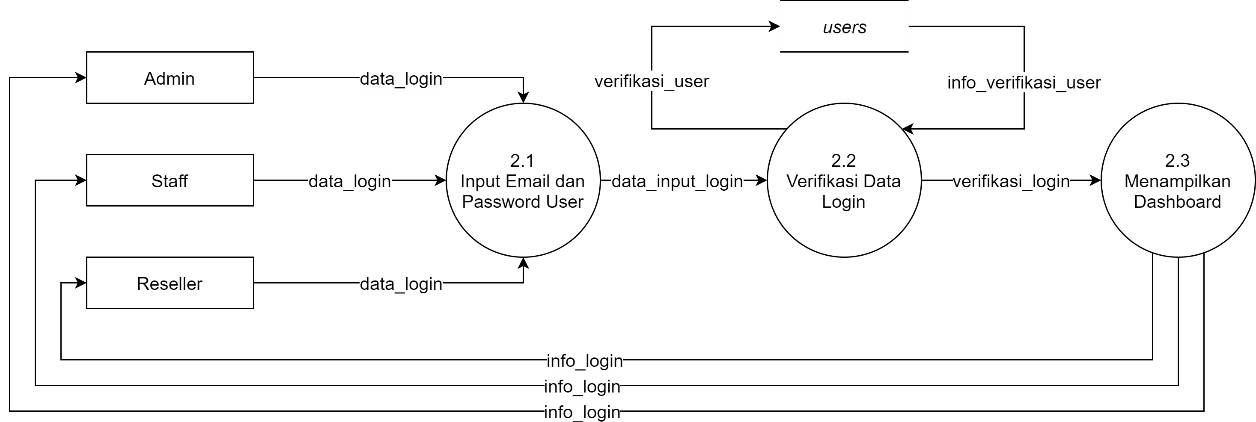 users
verifikasi_user
info_verifikasi_user
Admin
data_login
Staff
data_login
2.1
Input Email dan
Password User
data_input_login
2.2
Verifikasi Data
Login
verifikasi_login
2.3
Menampilkan
Dashboard
Reseller
data_login
info_login
info_login
info_login